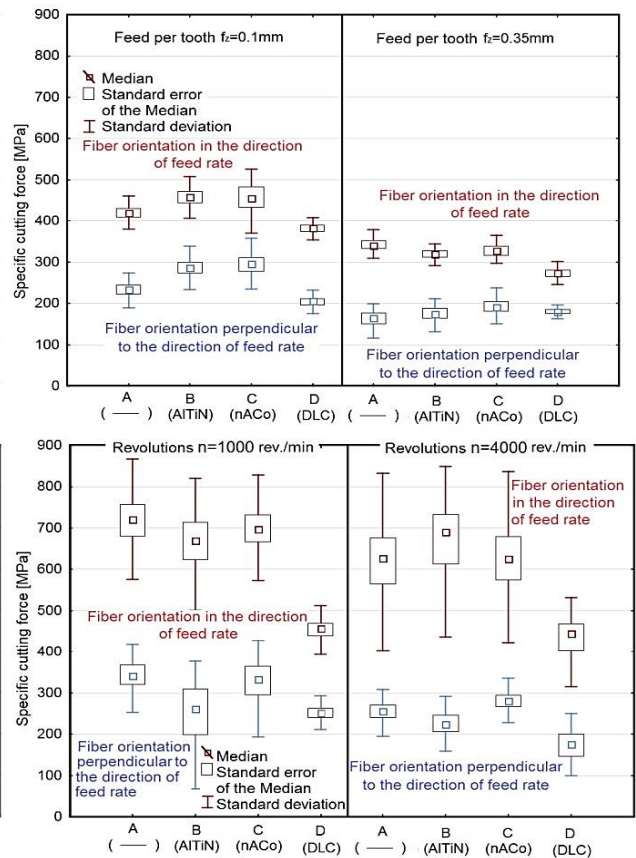 900
800
700
600
500
400
300
200
100
0
Specific cutting force [MPa]
Feed per tooth fz=0.1mm
Median
Standard error
of the Median
Standard deviation
Fiber orientation in the direction
of feed rate
Fiber orientation perpendicular
to the direction of feed rate
A
B
C
D
( —— )
(AlTiN)
(nACo)
(DLC)
Feed per tooth fz=0.35mm
Fiber orientation in the direction
of feed rate
Fiber orientation perpendicular
to the direction of feed rate
A
B
C
D
( —— )
(AlTiN)
(nACo)
(DLC)
900
800
700
600
500
400
300
200
100
0
Specific cutting force [MPa]
Revolutions n=1000 rev./min
Fiber orientation in the direction
of feed rate
Fiber orientation
perpendicular to
the direction of
feed rate
Median
Standard error
of the Median
Standard deviation
A
B
C
D
( —— )
(AlTiN)
(nACo)
(DLC)
Revolutions n=4000 rev./min
Fiber orientation
in the direction
of feed rate
Fiber orientation perpendicular
to the direction of feed rate
A
B
C
D
( —— )
(AlTiN)
(nACo)
(DLC)